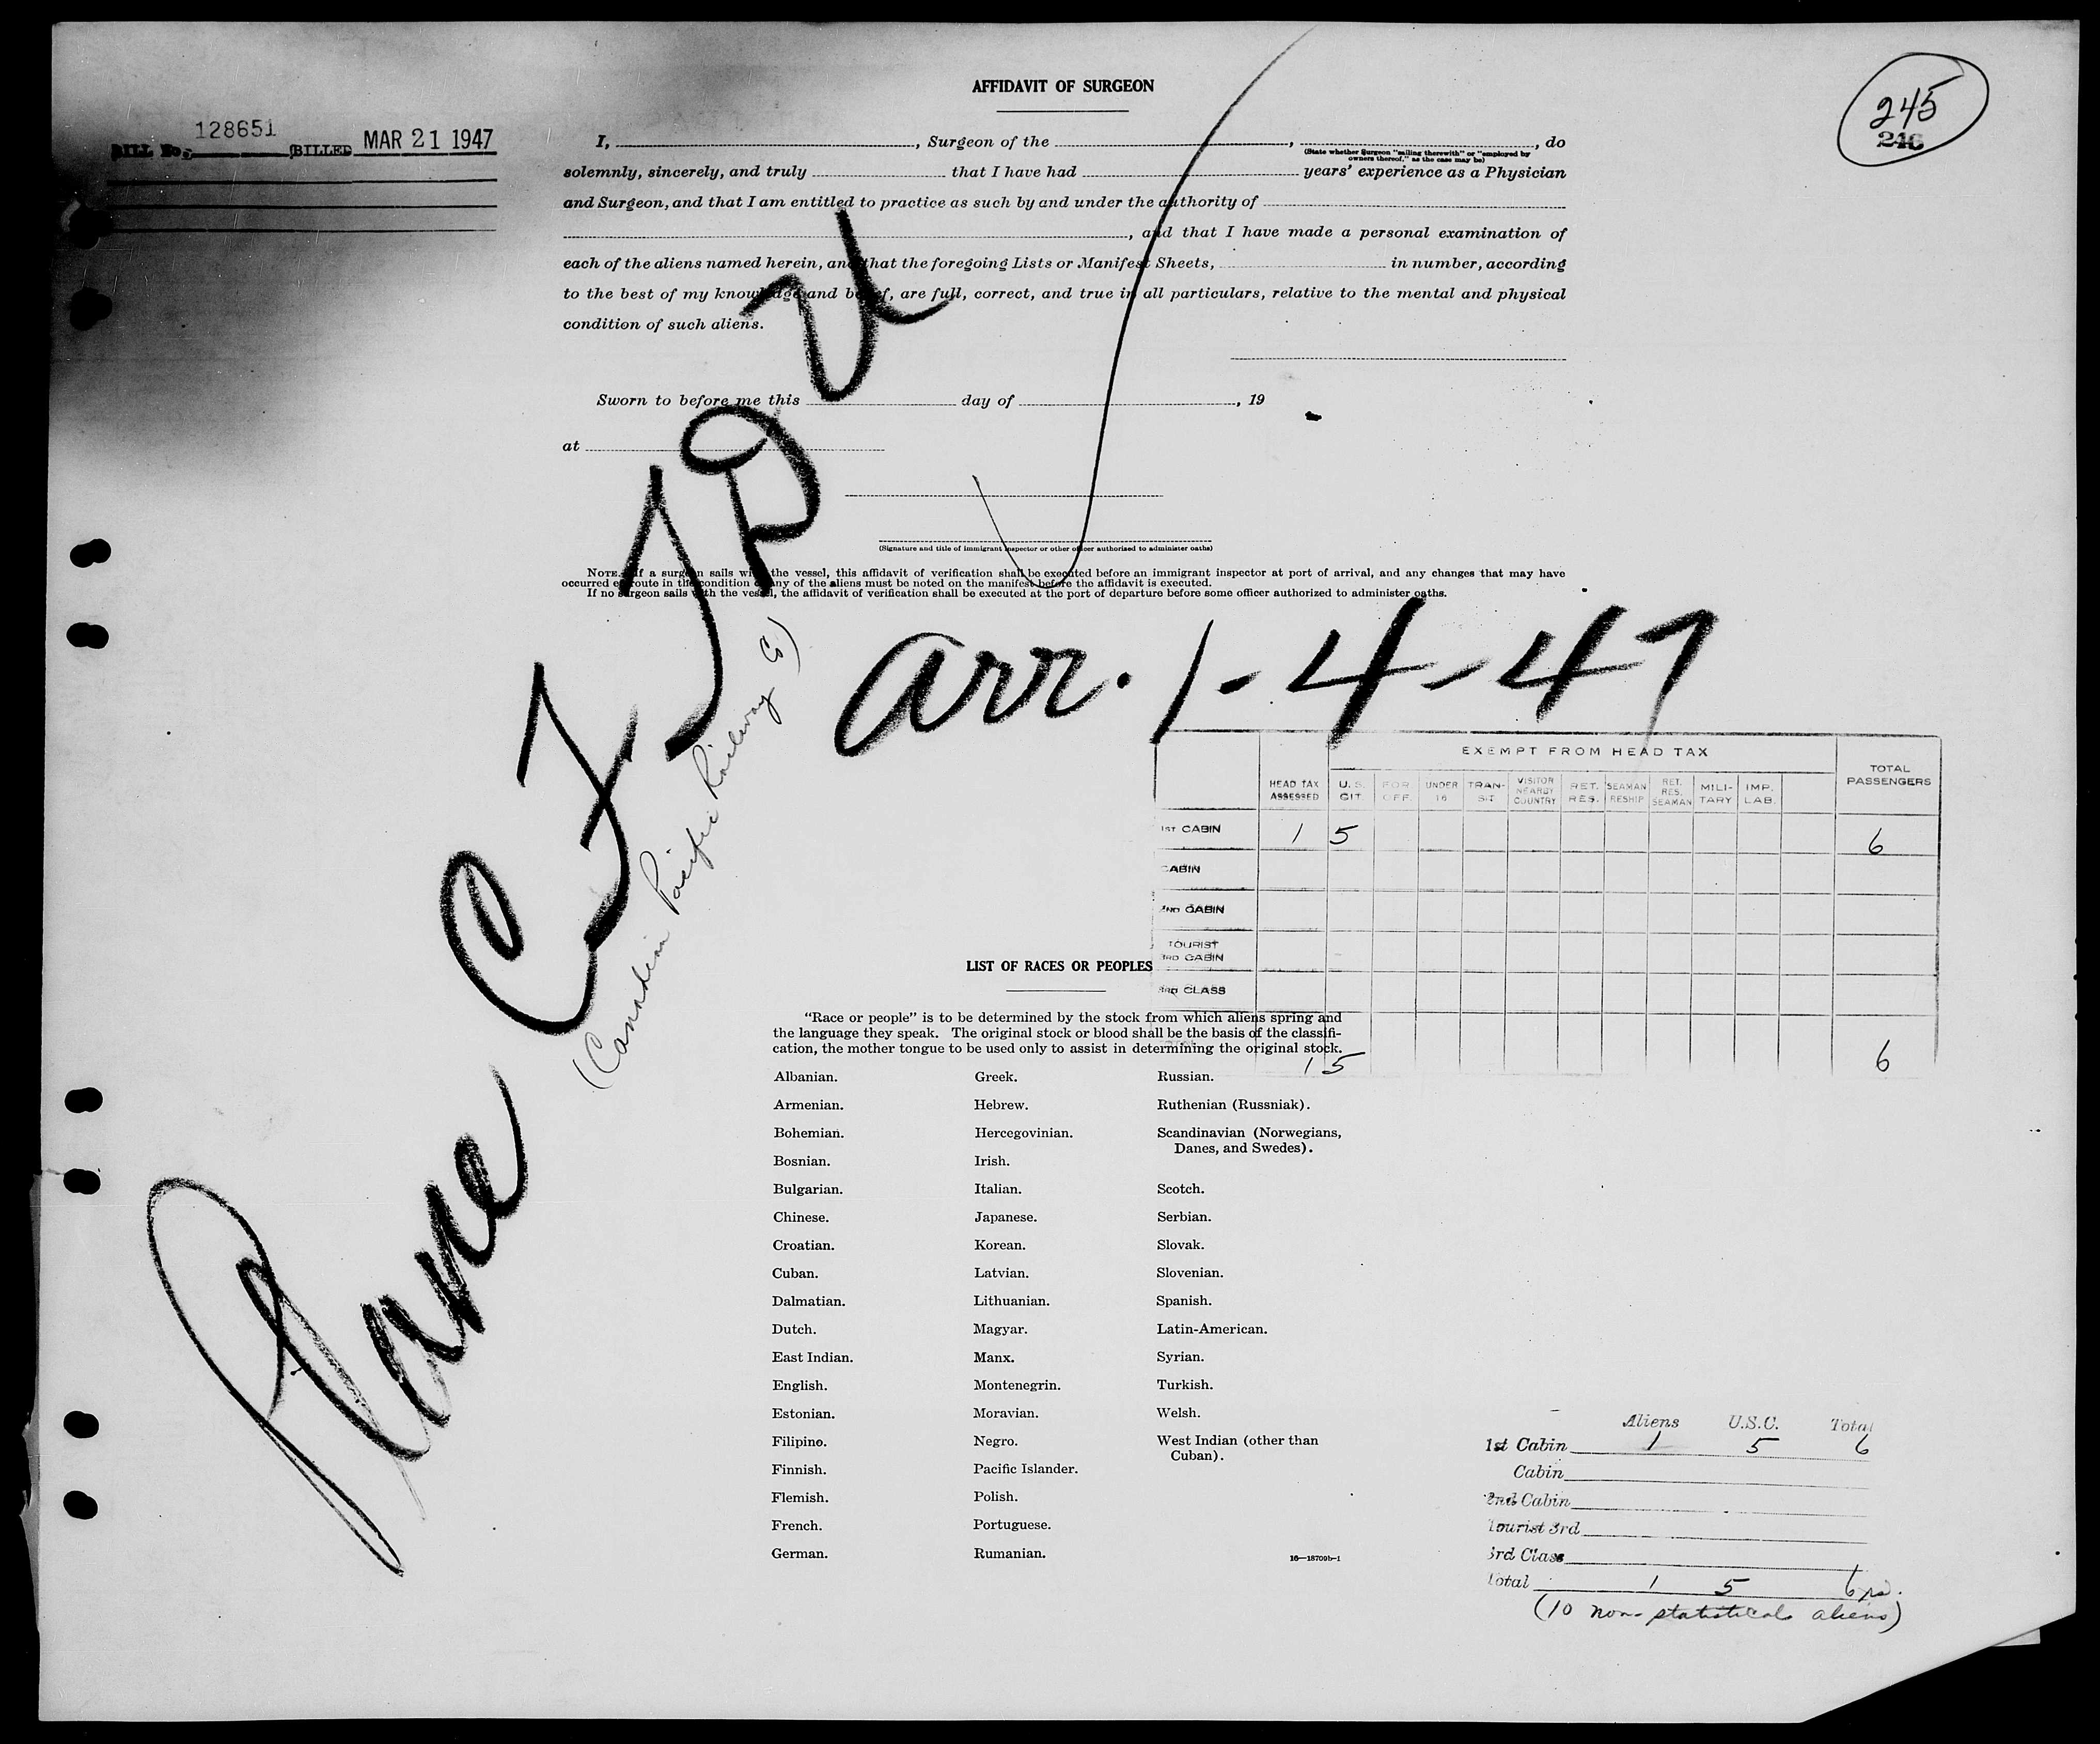 AFFIDAVIT OF SURGEON
245
246
128651
BILL No. BILLED MAR 21 1947
I, , Surgeon of the , , do
(State whether Surgeon "sailing therewith" or "employed by
owners thereof," as the case may be)
solemnly, sincerely, and truly that I have had years' experience as a Physician
and Surgeon, and that I am entitled to practice as such by and under the authority of
, and that I have made a personal examination of
each of the aliens named herein, and that the foregoing Lists or Manifest Sheets, in number, according
to the best of my knowledge and belief, are full, correct, and true in all particulars, relative to the mental and physical
condition of such aliens.
Sworn to before me this day of , 19
at
(Signature and title of immigrant inspector or other officer authorized to administer oaths)
NOTE.—If a surgeon sails with the vessel, this affidavit of verification shall be executed before an immigrant inspector at port of arrival, and any changes that may have
occurred en route in the condition of any of the aliens must be noted on the manifest before the affidavit is executed.
If no surgeon sails with the vessel, the affidavit of verification shall be executed at the port of departure before some officer authorized to administer oaths.
Plane CF
(Canadian Pacific Railway Co)
arr. 1-4-47
EXEMPT FROM HEAD TAX
HEAD TAX ASSESSED U.S. CIT. FOR OFF. UNDER 16 TRAN-SIT VISITOR NEARBY COUNTRY RET. RES. SEAMAN RESHIP RET. RES. SEAMAN MILI-TARY IMP. LAB. TOTAL PASSENGERS
1ST CABIN 1 5 6
CABIN
2ND CABIN
TOURIST
3RD CABIN
3RD CLASS
1 5 6
LIST OF RACES OR PEOPLES
"Race or people" is to be determined by the stock from which aliens spring and
the language they speak. The original stock or blood shall be the basis of the classifi-
cation, the mother tongue to be used only to assist in determining the original stock.
Albanian. Greek. Russian.
Armenian. Hebrew. Ruthenian (Russniak).
Bohemian. Hercegovinian. Scandinavian (Norwegians,
Danes, and Swedes).
Bosnian. Irish.
Bulgarian. Italian. Scotch.
Chinese. Japanese. Serbian.
Croatian. Korean. Slovak.
Cuban. Latvian. Slovenian.
Dalmatian. Lithuanian. Spanish.
Dutch. Magyar. Latin-American.
East Indian. Manx. Syrian.
English. Montenegrin. Turkish.
Estonian. Moravian. Welsh.
Filipino. Negro. West Indian (other than
Cuban).
Finnish. Pacific Islander.
Flemish. Polish.
French. Portuguese.
German. Rumanian.
16—18709b-1
Aliens U.S.C. Total
1st Cabin 1 5 6
Cabin
2nd Cabin
Tourist 3rd
3rd Class
Total 1 5 6
(10 non-statistical aliens)